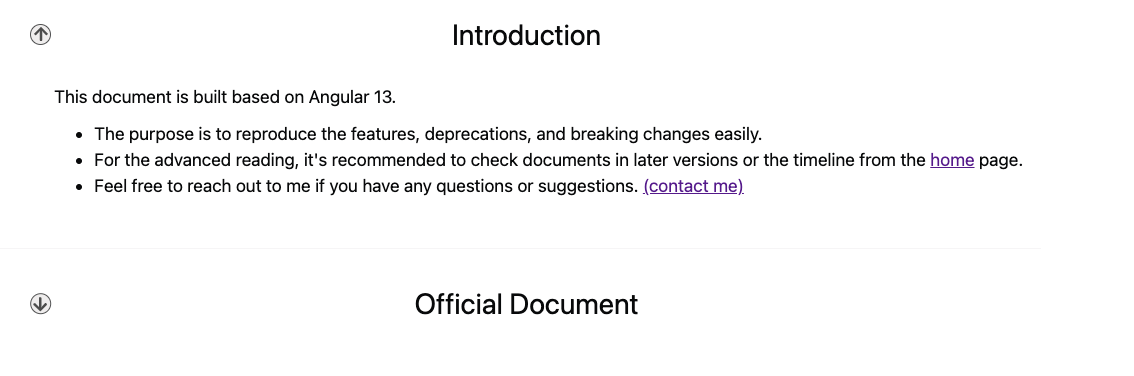 Introduction
This document is built based on Angular 13.
The purpose is to reproduce the features, deprecations, and breaking changes easily.
For the advanced reading, it's recommended to check documents in later versions or the timeline from the home page.
Feel free to reach out to me if you have any questions or suggestions. (contact me)
Official Document